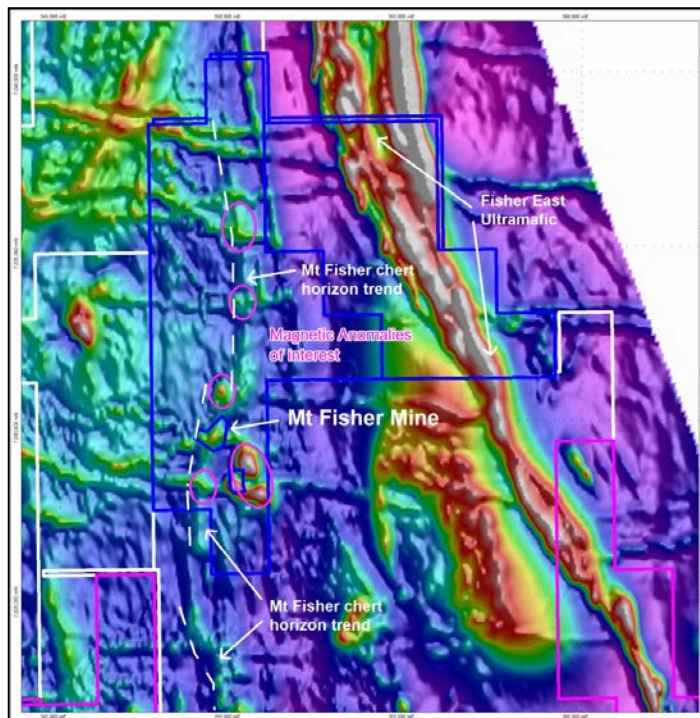 Fisher East
Ultramafic
Mt Fisher chert
horizon trend
Magnetic Anomalies
of interest
Mt Fisher Mine
Mt Fisher chert
horizon trend